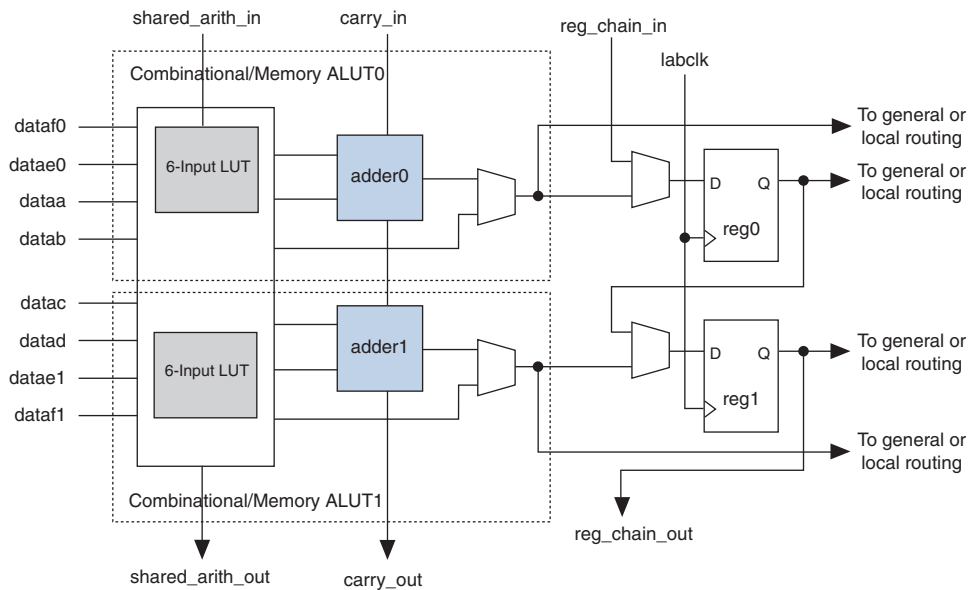 shared_arith_in
carry_in
reg_chain_in
labclk
Combinational/Memory ALUT0
dataf0
datae0
dataa
datab
6-Input LUT
adder0
D
Q
reg0
To general or
local routing
To general or
local routing
datac
datad
datae1
dataf1
6-Input LUT
adder1
D
Q
reg1
To general or
local routing
To general or
local routing
Combinational/Memory ALUT1
reg_chain_out
shared_arith_out
carry_out